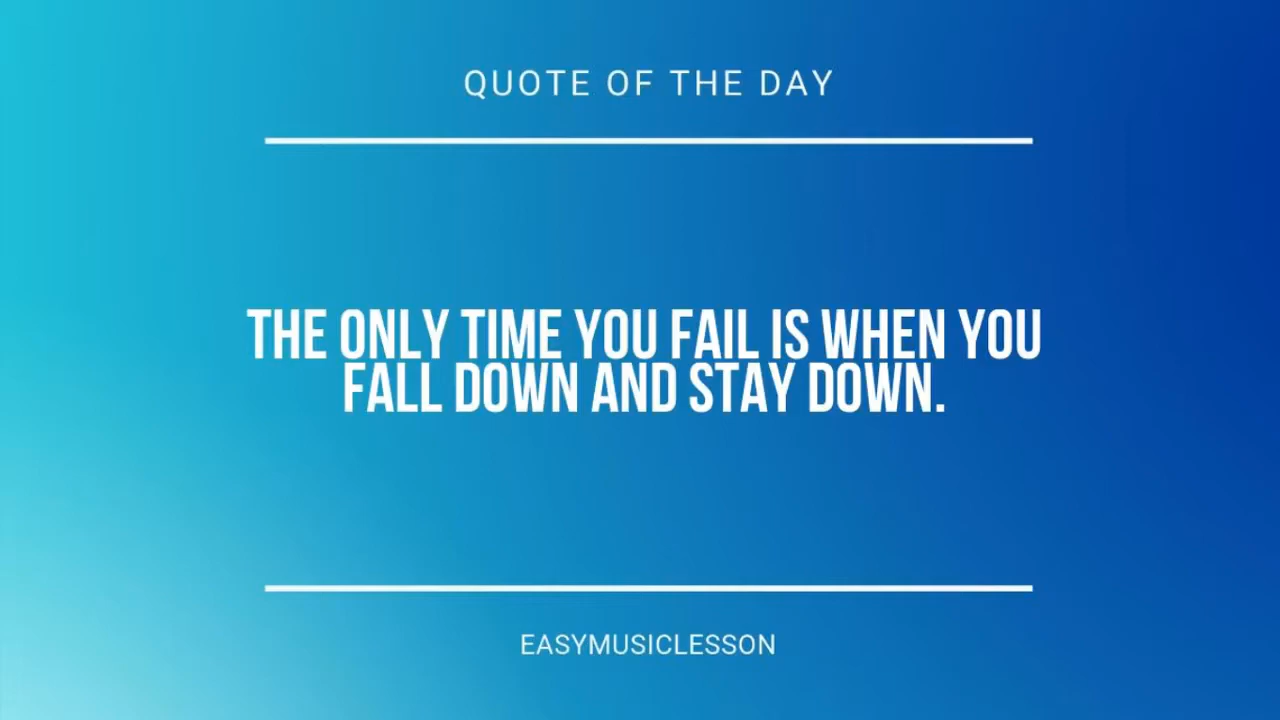 QUOTE OF THE DAY
THE ONLY TIME YOU FAIL IS WHEN YOU
FALL DOWN AND STAY DOWN.
EASYMUSICLESSON